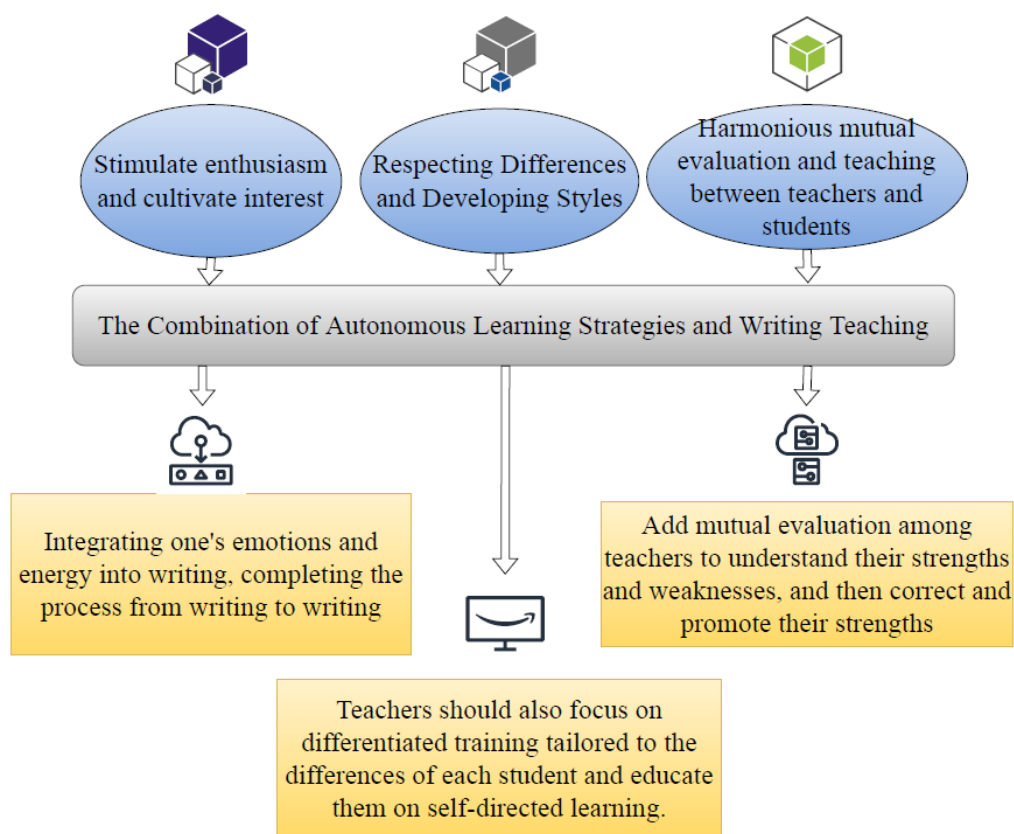 Stimulate enthusiasm
and cultivate interest
Respecting Differences
and Developing Styles
Harmonious mutual
evaluation and teaching
between teachers and
students
The Combination of Autonomous Learning Strategies and Writing Teaching
Integrating one's emotions and
energy into writing, completing the
process from writing to writing
Add mutual evaluation among
teachers to understand their strengths
and weaknesses, and then correct and
promote their strengths
Teachers should also focus on
differentiated training tailored to the
differences of each student and educate
them on self-directed learning.